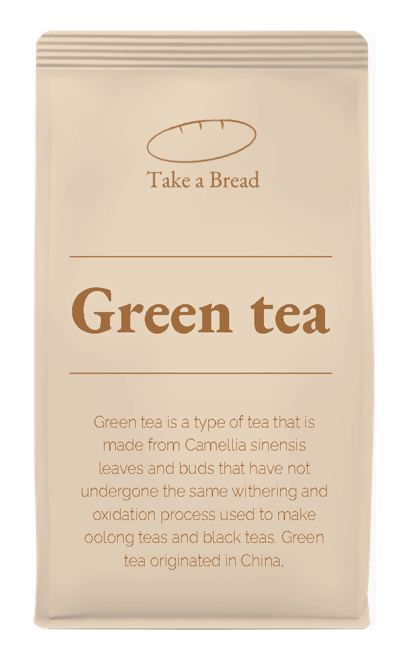 Take a Bread
Green tea
Green tea is a type of tea that is
made from Camellia sinensis
leaves and buds that have not
undergone the same withering and
oxidation process used to make
oolong teas and black teas. Green
tea originated in China.